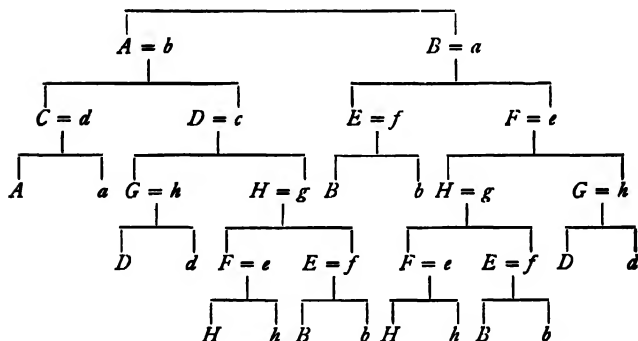 A = b B = a
C = d D = c E = f F = e
A a G = h H = g B b H = g G = h
D d F = e E = f F = e E = f D d
H h B b H h B b